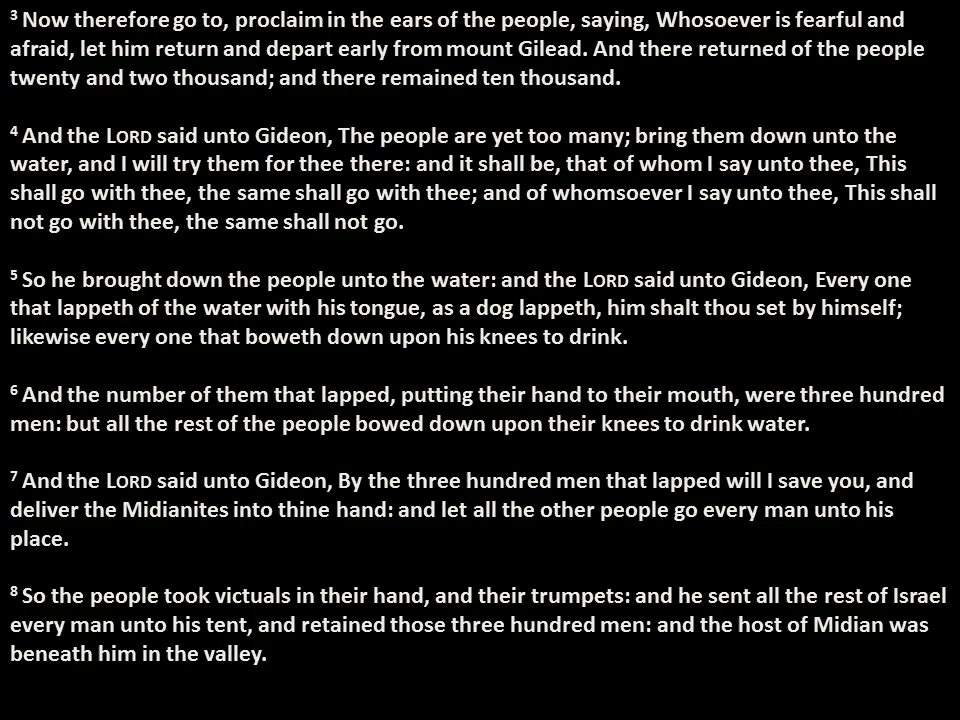 3 Now therefore go to, proclaim in the ears of the people, saying, Whosoever is fearful and
afraid, let him return and depart early from mount Gilead. And there returned of the people
twenty and two thousand; and there remained ten thousand.
4 And the LORD said unto Gideon, The people are yet too many; bring them down unto the
water, and I will try them for thee there: and it shall be, that of whom I say unto thee, This
shall go with thee, the same shall go with thee; and of whomsoever I say unto thee, This shall
not go with thee, the same shall not go.
5 So he brought down the people unto the water: and the LORD said unto Gideon, Every one
that lappeth of the water with his tongue, as a dog lappeth, him shalt thou set by himself;
likewise every one that boweth down upon his knees to drink.
6 And the number of them that lapped, putting their hand to their mouth, were three hundred
men: but all the rest of the people bowed down upon their knees to drink water.
7 And the LORD said unto Gideon, By the three hundred men that lapped will I save you, and
deliver the Midianites into thine hand: and let all the other people go every man unto his
place.
8 So the people took victuals in their hand, and their trumpets: and he sent all the rest of Israel
every man unto his tent, and retained those three hundred men: and the host of Midian was
beneath him in the valley.